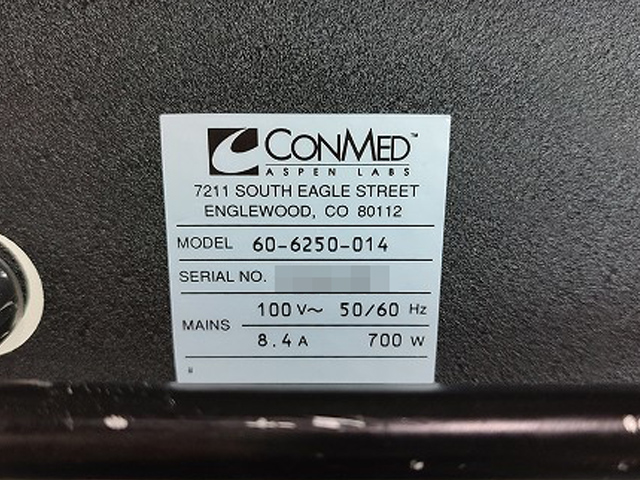 CONMED™
ASPEN LABS
7211 SOUTH EAGLE STREET
ENGLEWOOD, CO 80112
MODEL 60-6250-014
SERIAL NO.
MAINS
100 V~ 50/60 Hz
8.4 A 700 W